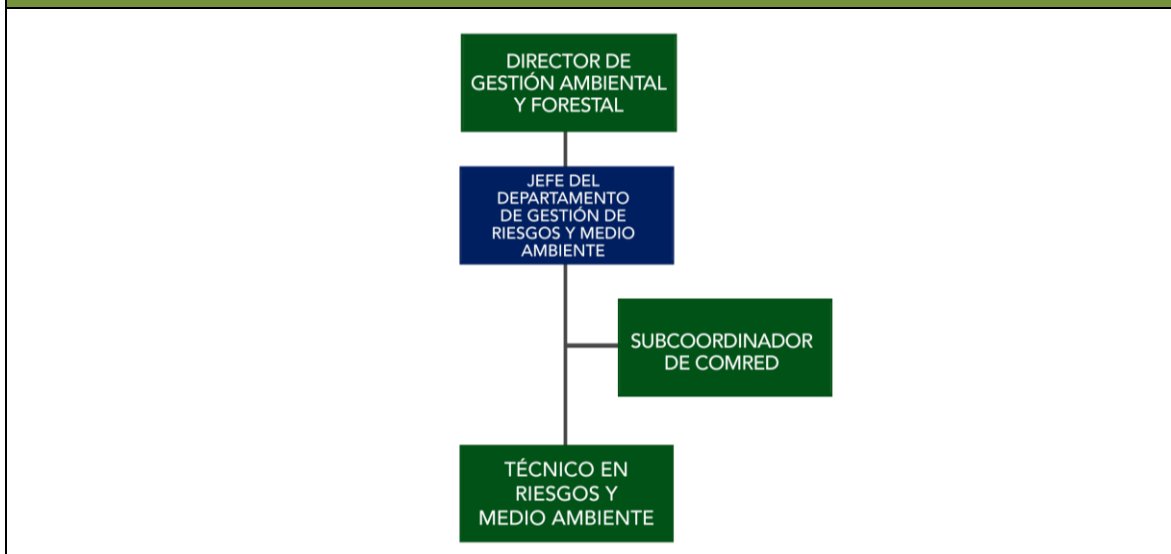 DIRECTOR DE
GESTIÓN AMBIENTAL
Y FORESTAL
JEFE DEL
DEPARTAMENTO
DE GESTIÓN DE
RIESGOS Y MEDIO
AMBIENTE
SUBCOORDINADOR
DE COMRED
TÉCNICO EN
RIESGOS Y
MEDIO AMBIENTE